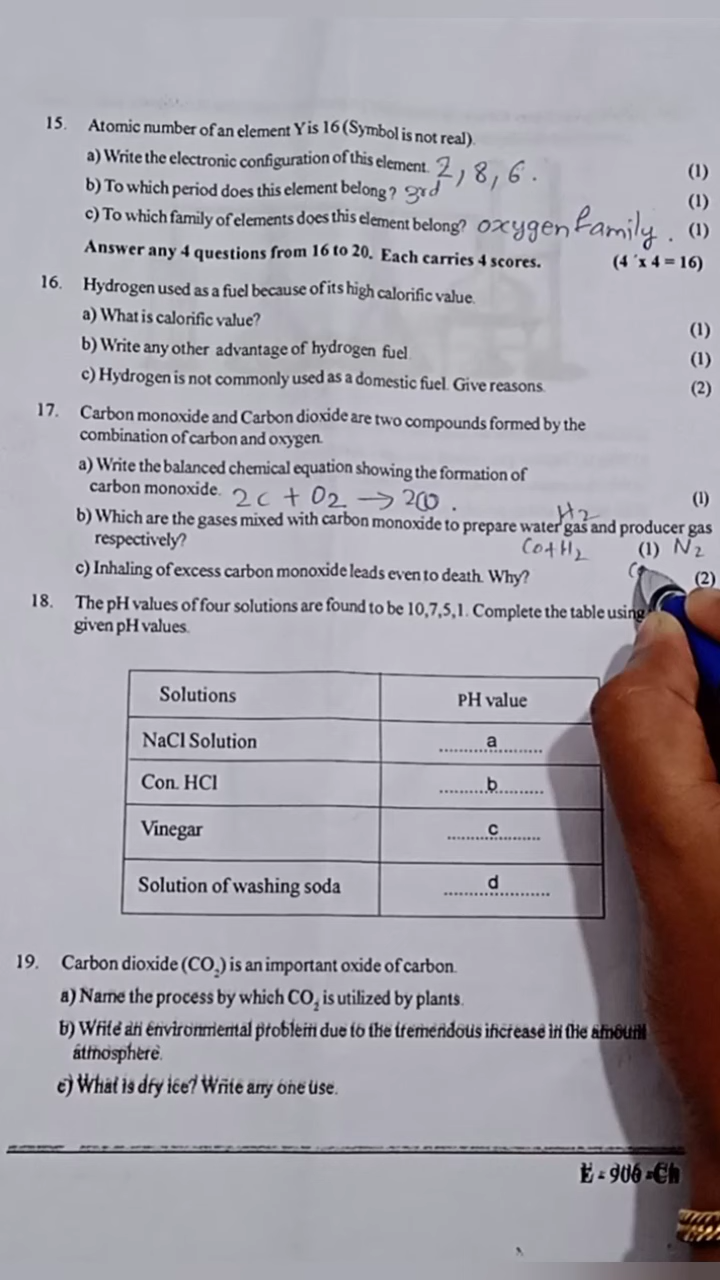 15. Atomic number of an element Y is 16 (Symbol is not real).
a) Write the electronic configuration of this element. 2, 8, 6. (1)
b) To which period does this element belong? 3rd (1)
c) To which family of elements does this element belong? oxygen family. (1)
Answer any 4 questions from 16 to 20. Each carries 4 scores. (4 x 4 = 16)
16. Hydrogen used as a fuel because of its high calorific value.
a) What is calorific value? (1)
b) Write any other advantage of hydrogen fuel. (1)
c) Hydrogen is not commonly used as a domestic fuel. Give reasons. (2)
17. Carbon monoxide and Carbon dioxide are two compounds formed by the
combination of carbon and oxygen.
a) Write the balanced chemical equation showing the formation of
carbon monoxide. 2C + O2 → 2CO. (1)
H2
b) Which are the gases mixed with carbon monoxide to prepare water gas and producer gas
respectively? CO+H2 (1) N2
c) Inhaling of excess carbon monoxide leads even to death. Why? (2)
18. The pH values of four solutions are found to be 10,7,5,1. Complete the table using
given pH values.
Solutions PH value
NaCl Solution ..........a..........
Con. HCl ..........b..........
Vinegar ..........c..........
Solution of washing soda ..........d..........
19. Carbon dioxide (CO₂) is an important oxide of carbon.
a) Name the process by which CO₂ is utilized by plants.
b) Write an environmental problem due to the tremendous increase in the amount
atmosphere.
c) What is dry ice? Write any one use.
E - 906 - Ch